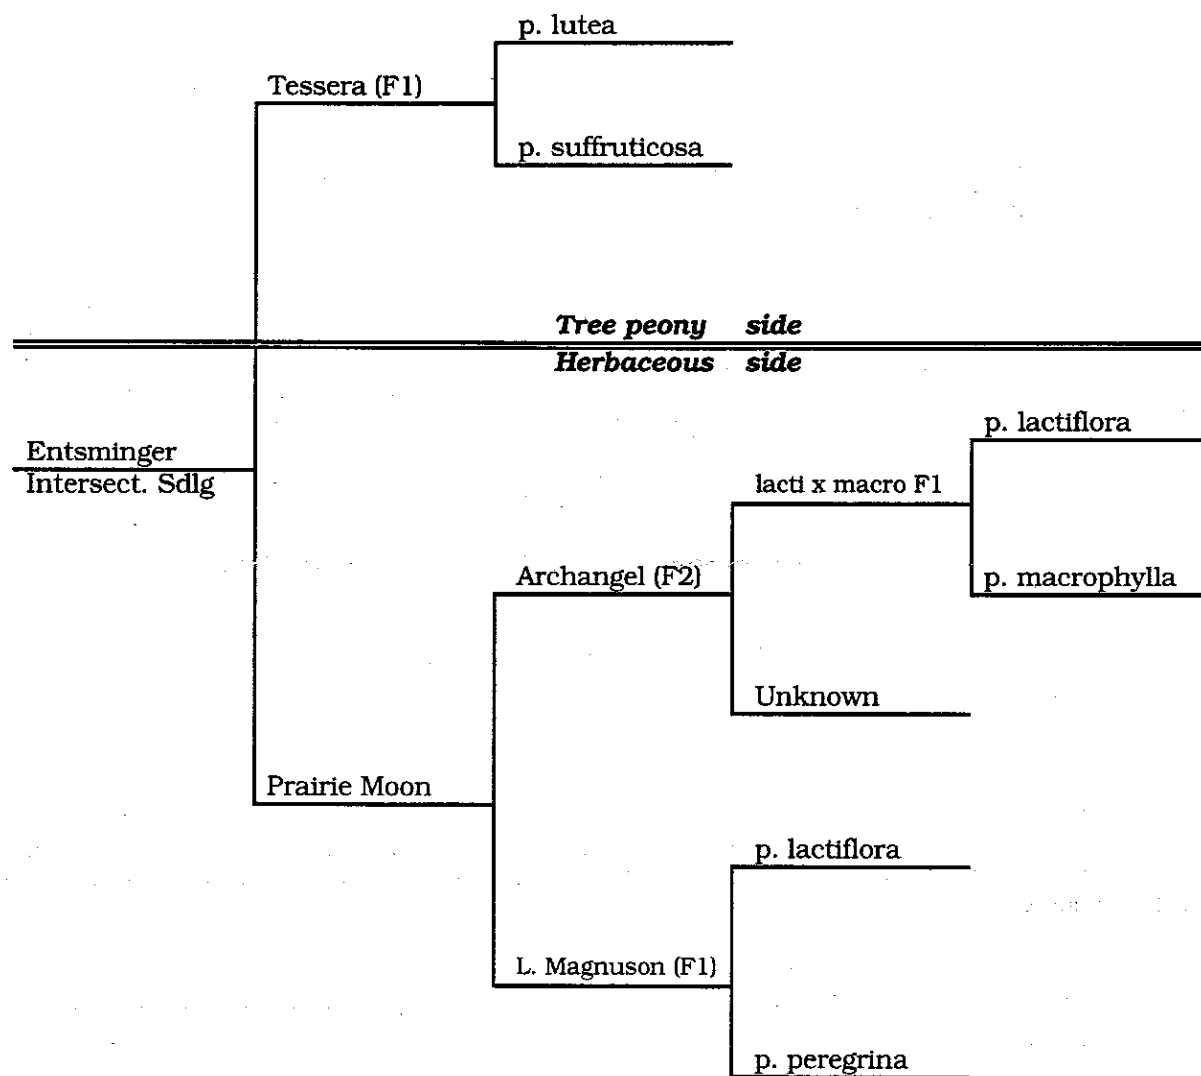 p. lutea
Tessera (F1)
p. suffruticosa
Tree peony side
Herbaceous side
p. lactiflora
Entsminger
Intersect. Sdlg
lacti x macro F1
Archangel (F2)
p. macrophylla
Unknown
Prairie Moon
p. lactiflora
L. Magnuson (F1)
p. peregrina